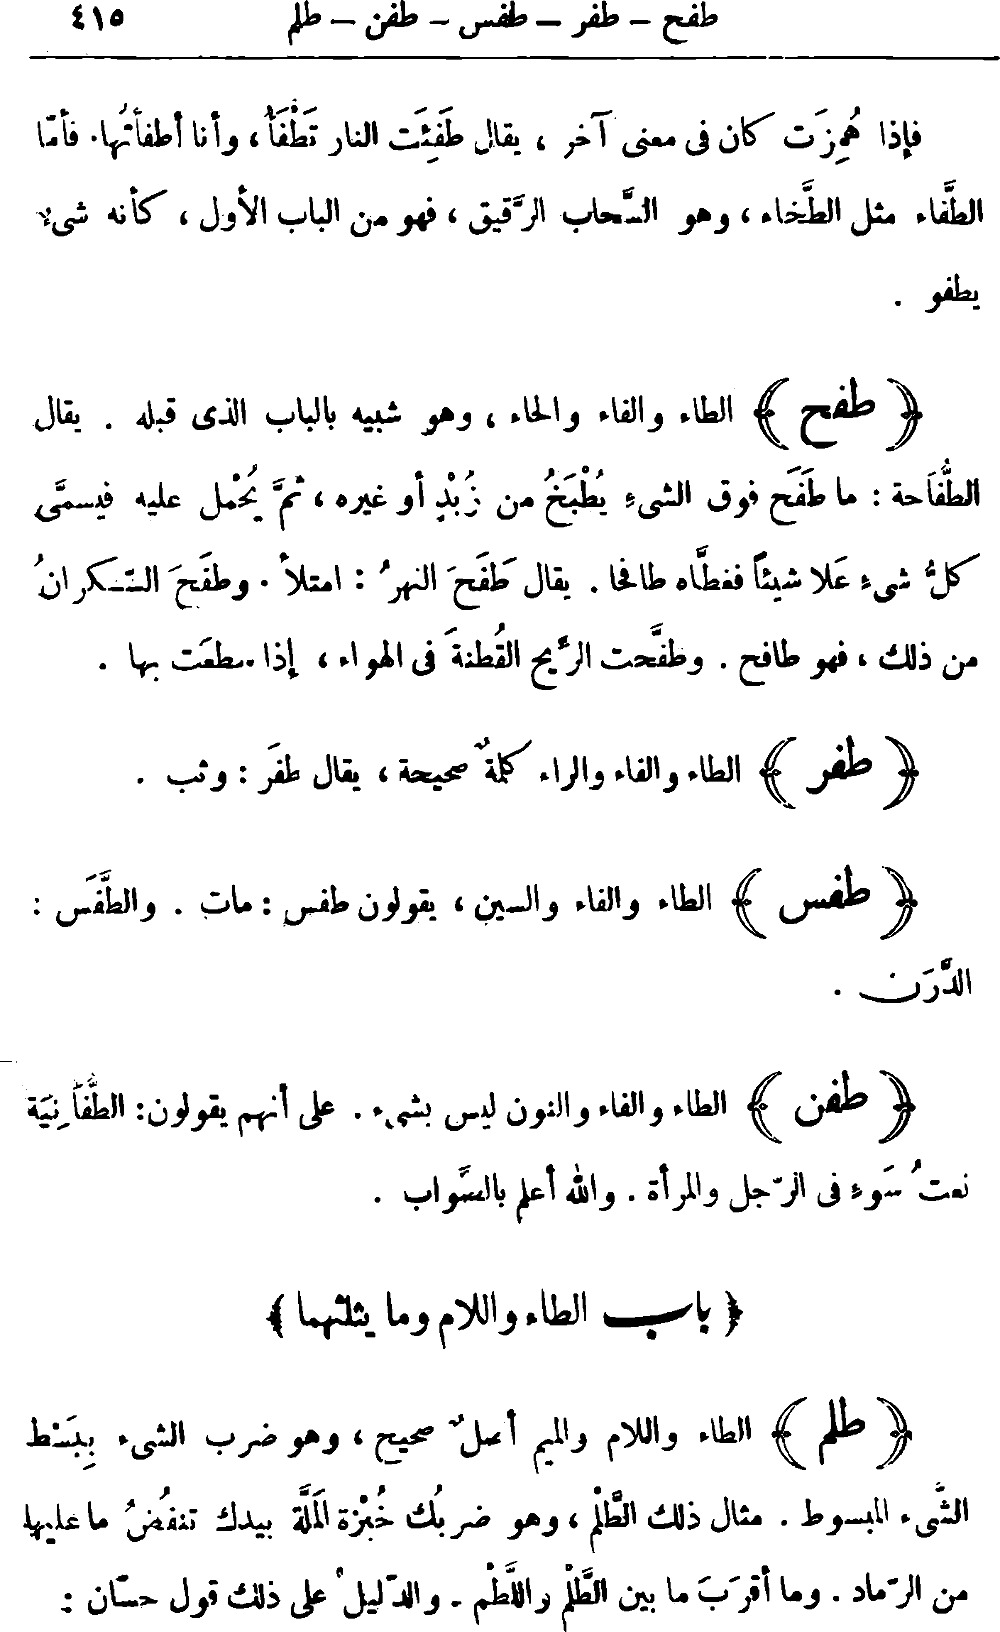 طفح – طفر – طفس – طفن – طلم ٤١٥
فإذا هُمِزَت كان فى معنى آخر ، يقال طَفِئَت النار تَطْفَأُ ، وأنا أطفأتُها . فأمّا
الطَّفاء مثل الطَّخاء ، وهو السَّحاب الرَّقيق ، فهو من الباب الأول ، كأنه شىءٌ
يطفو .
﴿ طفح ﴾ الطاء والفاء والحاء ، وهو شبيه بالباب الذى قبله . يقال
الطُّفَاحة : ما طَفَح فوق الشىءِ يُطْبَخُ من زُبْدٍ أو غيره ، ثمَّ يُحْمل عليه فيسمَّى
كلُّ شىءِ عَلا شيئاً فغطَّاه طافحا . يقال طَفَحَ النهرُ : امتلأ . وطفَحَ السّكرانُ
من ذلك ، فهو طافح . وطفَّحت الرِّيح القُطنةَ فى الهواء ، إذا سطعَت بها .
﴿ طفر ﴾ الطاء والفاء والراء كلمةٌ صحيحة ، يقال طفَر : وثب .
﴿ طفس ﴾ الطاء والفاء والسين ، يقولون طفس : مات . والطَّفَس :
الدَّرَن .
﴿ طفن ﴾ الطاء والفاء والنون ليس بشىء . على أنهم يقولون : الطُّفَانِيَة
نعتُ سَوءِ فى الرّجل والمرأة . والله أعلم بالصَّواب .
﴿ باب الطاء واللام وما يثلثهما ﴾
﴿ طلم ﴾ الطاء واللام والميم أصلٌ صحيح ، وهو ضرب الشىء بِبَسْط
الشَّىء المبسوط . مثال ذلك الطَّلْم ، وهو ضربُك خُبْزة المَلَّة بيدك تنفُضُ ما عليها
من الرّماد . وما أقرَبَ ما بين الطَّلْم واللَّطْم . والدّليل على ذلك قول حسّان :